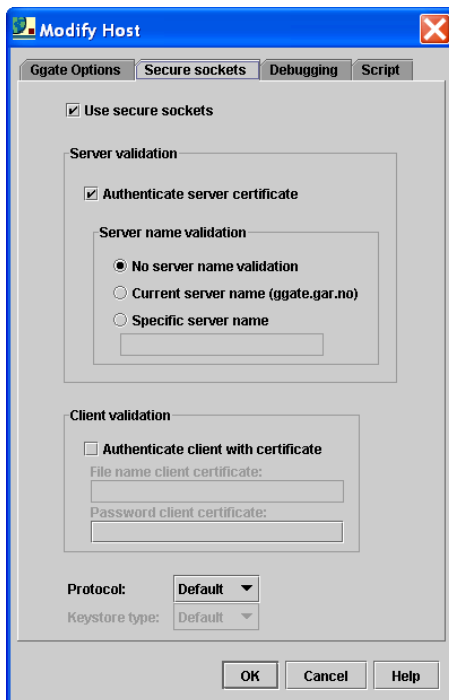 Modify Host
Ggate Options Secure sockets Debugging Script
Use secure sockets
Server validation
Authenticate server certificate
Server name validation
No server name validation
Current server name (ggate.gar.no)
Specific server name
Client validation
Authenticate client with certificate
File name client certificate:
Password client certificate:
Protocol: Default
Keystore type: Default
OK Cancel Help